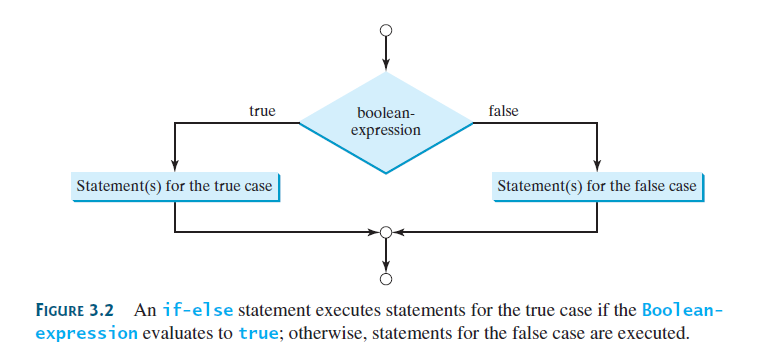 boolean-
expression
true
false
Statement(s) for the true case
Statement(s) for the false case
FIGURE 3.2 An if-else statement executes statements for the true case if the Boolean-
expression evaluates to true; otherwise, statements for the false case are executed.